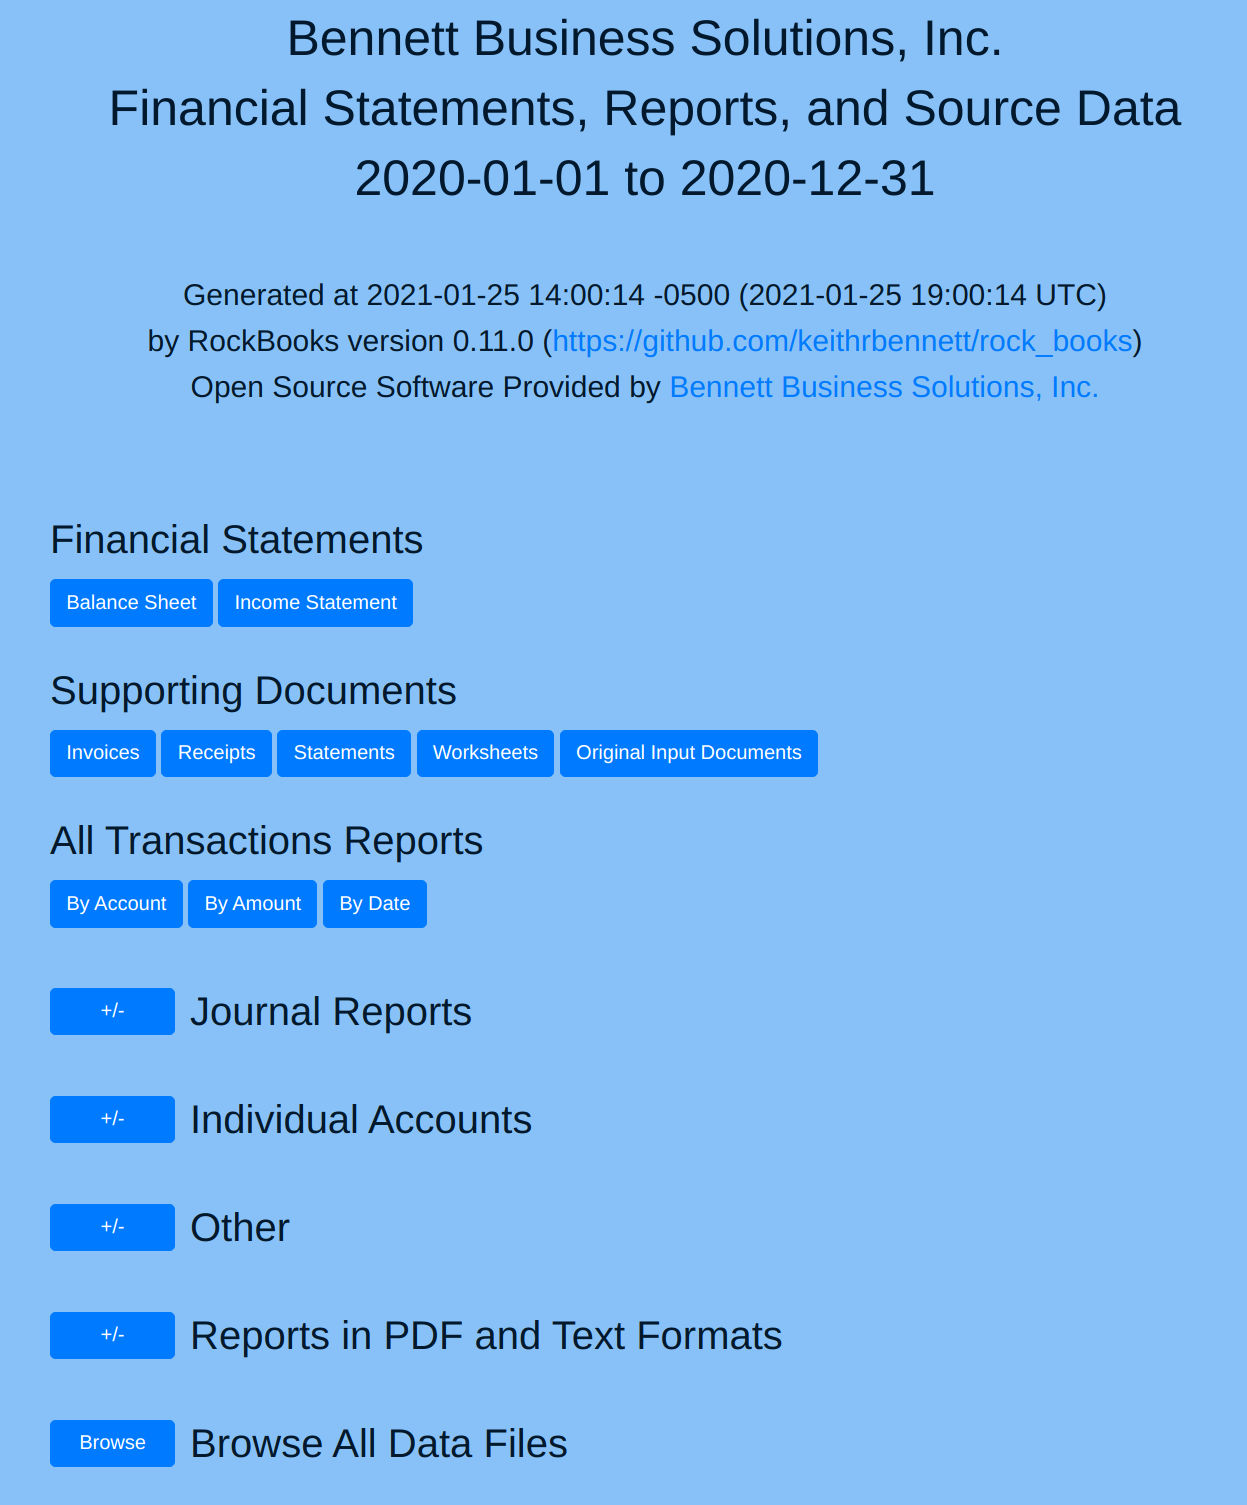 Bennett Business Solutions, Inc.
Financial Statements, Reports, and Source Data
2020-01-01 to 2020-12-31
Generated at 2021-01-25 14:00:14 -0500 (2021-01-25 19:00:14 UTC)
by RockBooks version 0.11.0 (https://github.com/keithrbennett/rock_books)
Open Source Software Provided by Bennett Business Solutions, Inc.
Financial Statements
Balance Sheet Income Statement
Supporting Documents
Invoices Receipts Statements Worksheets Original Input Documents
All Transactions Reports
By Account By Amount By Date
+/- Journal Reports
+/- Individual Accounts
+/- Other
+/- Reports in PDF and Text Formats
Browse Browse All Data Files